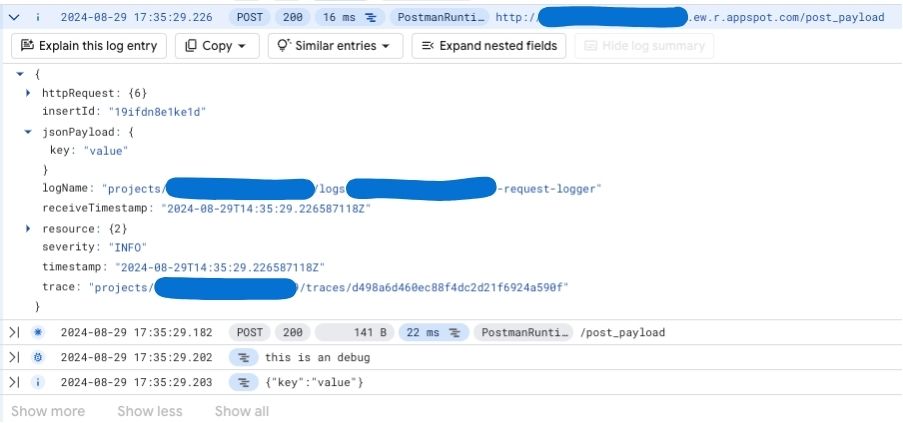 2024-08-29 17:35:29.226 POST 200 16 ms PostmanRunti… http:/ .ew.r.appspot.com/post_payload
Explain this log entry Copy Similar entries Expand nested fields Hide log summary
{
httpRequest: {6}
insertId: "19ifdn8e1ke1d"
jsonPayload: {
key: "value"
}
logName: "projects/ /logs -request-logger"
receiveTimestamp: "2024-08-29T14:35:29.226587118Z"
resource: {2}
severity: "INFO"
timestamp: "2024-08-29T14:35:29.226587118Z"
trace: "projects/ /traces/d498a6d460ec88f4dc2d21f6924a590f"
}
2024-08-29 17:35:29.182 POST 200 141 B 22 ms PostmanRunti… /post_payload
2024-08-29 17:35:29.202 this is an debug
2024-08-29 17:35:29.203 {"key":"value"}
Show more Show less Show all